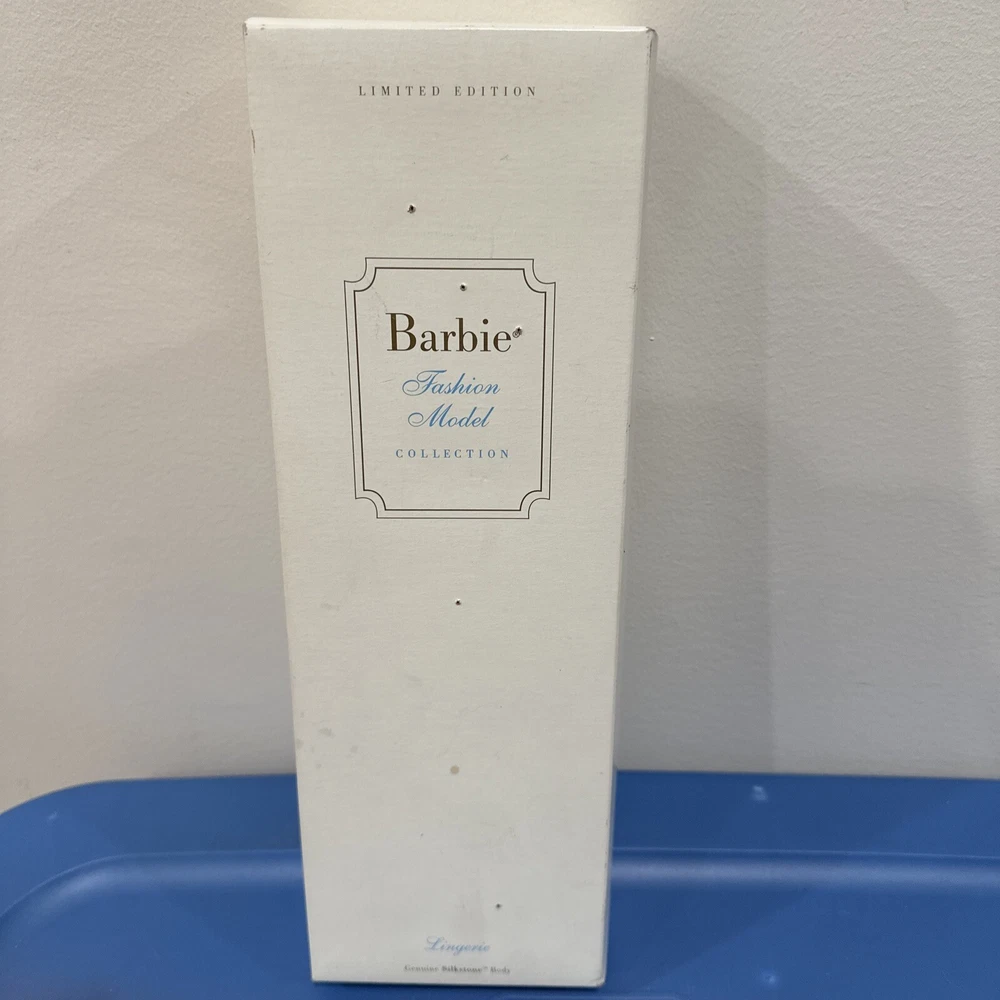 LIMITED EDITION
Barbie®
Fashion
Model
COLLECTION
Lingerie
Genuine Silkstone™ Body